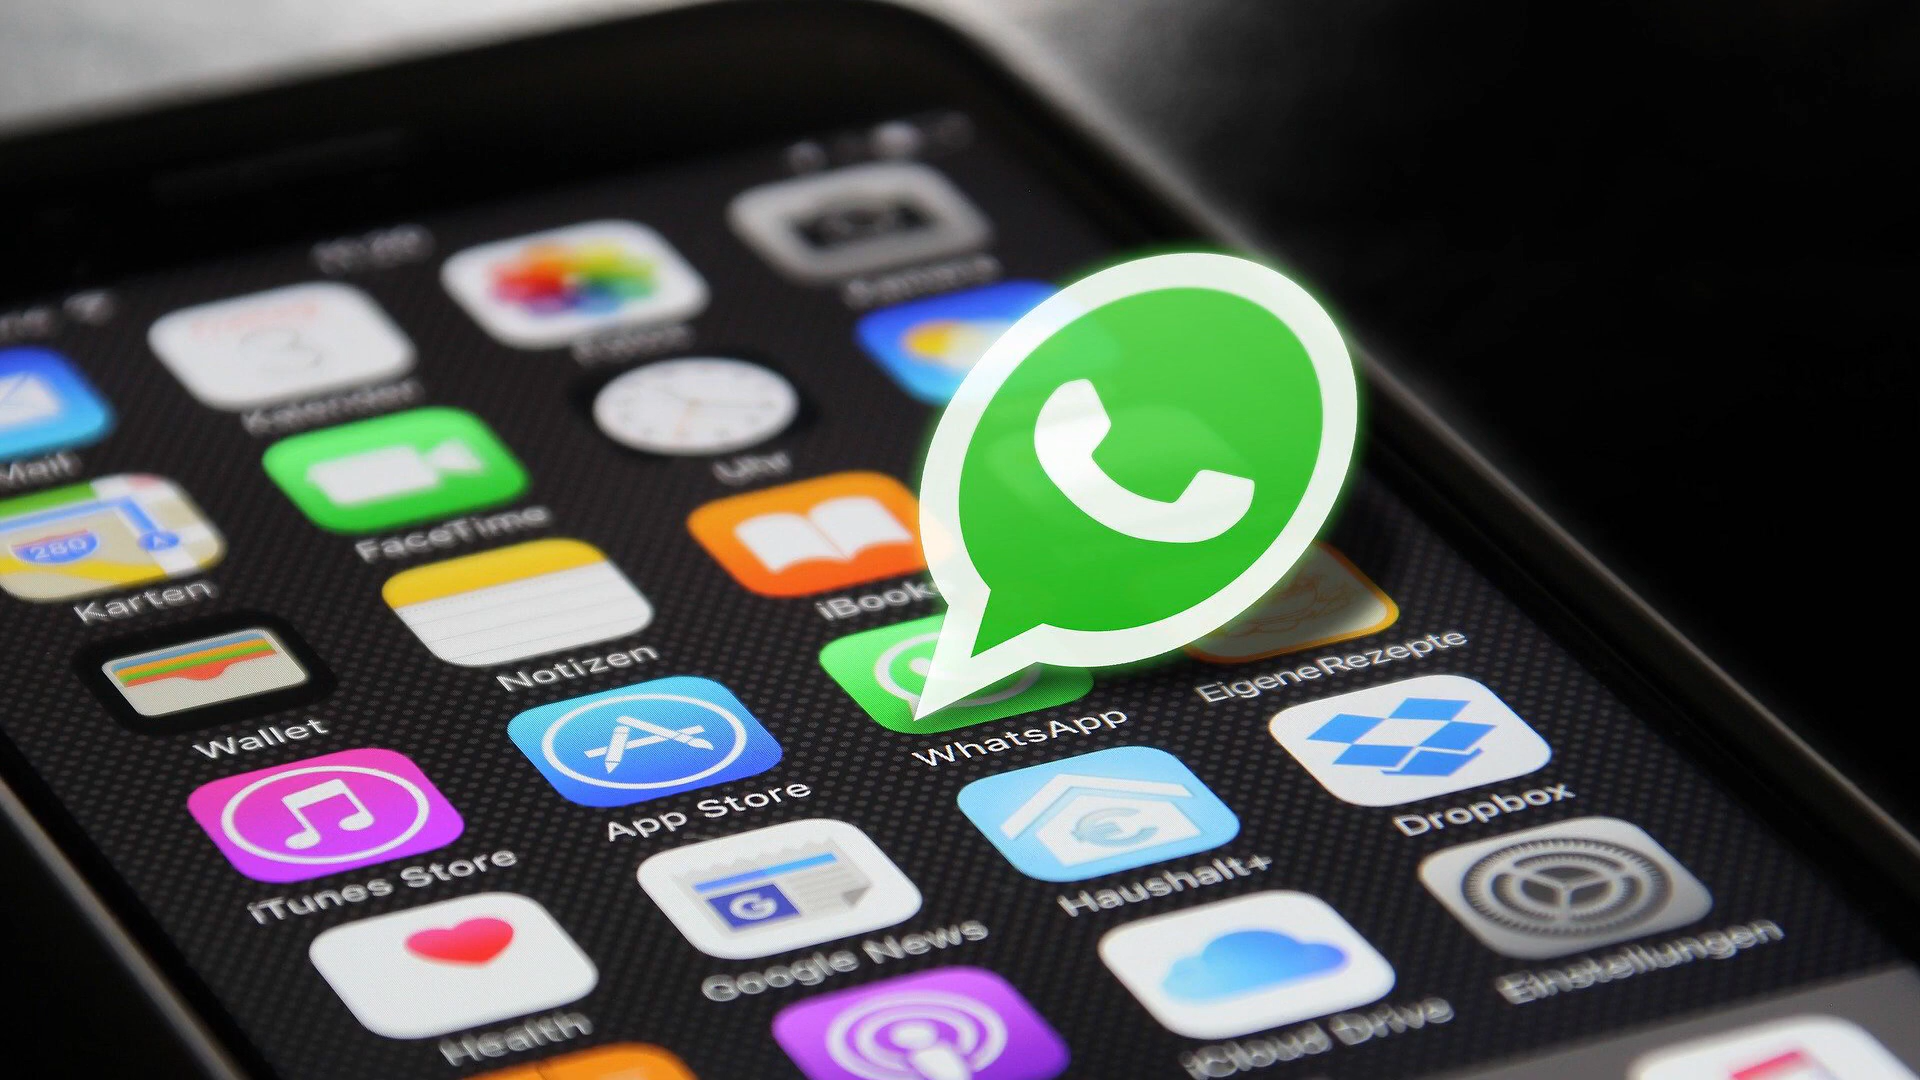 Kalender
Mail
FaceTime
Uhr
280
Karten
Notizen
iBooks
EigeneRezepte
Wallet
App Store
WhatsApp
Dropbox
iTunes Store
Google News
Haushalt+
Einstellungen
Health
iCloud Drive